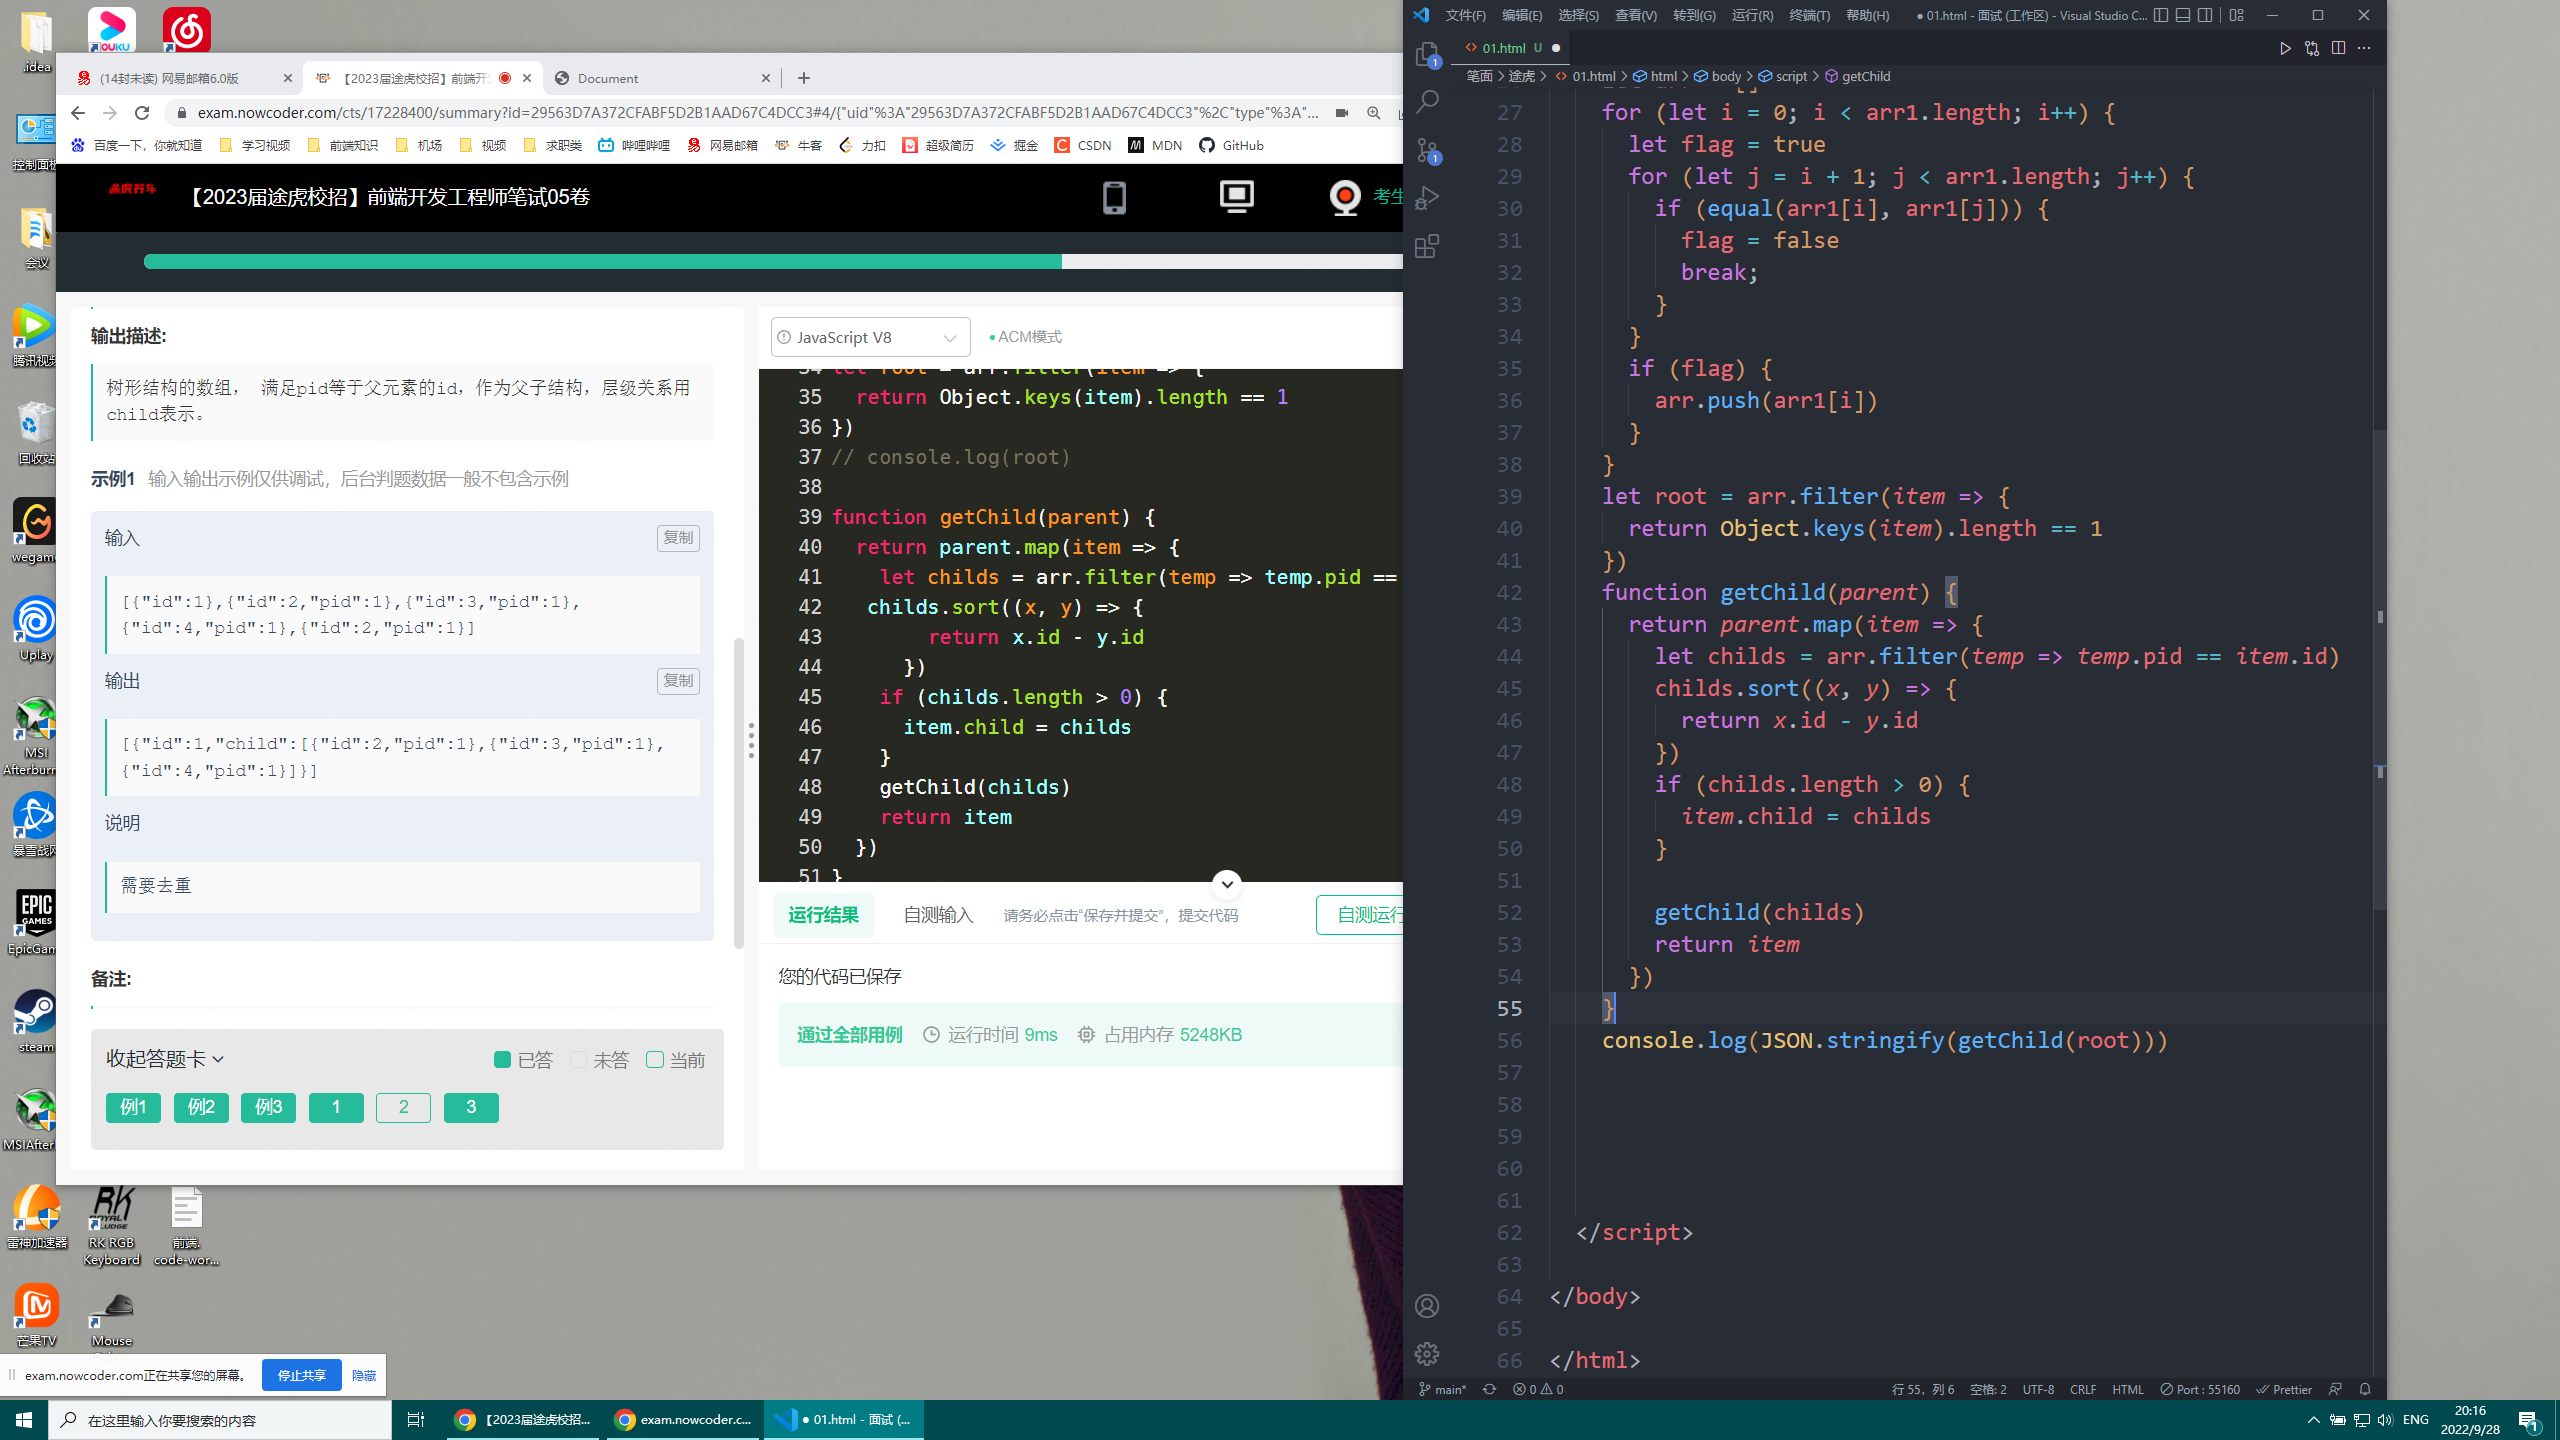 .idea
OUKU
控制面板
会议
腾讯视频
回收站
wegame
Uplay
MSI
Afterburn
暴雪战网
EPIC
GAMES
EpicGam
steam
MSIAfter
雷神加速器
RK RGB
Keyboard
前端.
code-wor...
芒果TV
Mouse
(14封未读) 网易邮箱6.0版
【2023届途虎校招】前端开
Document
exam.nowcoder.com/cts/17228400/summary?id=29563D7A372CFABF5D2B1AAD67C4DCC3#4/{"uid"%3A"29563D7A372CFABF5D2B1AAD67C4DCC3"%2C"type"%3A"...
百度一下，你就知道 学习视频 前端知识 机场 视频 求职类 哔哩哔哩 网易邮箱 牛客 力扣 超级简历 掘金 CSDN MDN GitHub
途虎养车
【2023届途虎校招】前端开发工程师笔试05卷
考生
输出描述:
树形结构的数组， 满足pid等于父元素的id，作为父子结构，层级关系用
child表示。
示例1 输入输出示例仅供调试，后台判题数据一般不包含示例
输入 复制
[{"id":1},{"id":2,"pid":1},{"id":3,"pid":1},
{"id":4,"pid":1},{"id":2,"pid":1}]
输出 复制
[{"id":1,"child":[{"id":2,"pid":1},{"id":3,"pid":1},
{"id":4,"pid":1}]}]
说明
需要去重
备注:
收起答题卡 已答 未答 当前
例1 例2 例3 1 2 3
JavaScript V8 ACM模式
34 let root = arr.filter(item => {
35 return Object.keys(item).length == 1
36 })
37 // console.log(root)
38
39 function getChild(parent) {
40 return parent.map(item => {
41 let childs = arr.filter(temp => temp.pid ==
42 childs.sort((x, y) => {
43 return x.id - y.id
44 })
45 if (childs.length > 0) {
46 item.child = childs
47 }
48 getChild(childs)
49 return item
50 })
51 }
运行结果 自测输入 请务必点击“保存并提交”，提交代码 自测运行
您的代码已保存
通过全部用例 运行时间 9ms 占用内存 5248KB
文件(F) 编辑(E) 选择(S) 查看(V) 转到(G) 运行(R) 终端(T) 帮助(H) ● 01.html - 面试 (工作区) - Visual Studio C...
01.html U
笔面 > 途虎 > 01.html > html > body > script > getChild
27 for (let i = 0; i < arr1.length; i++) {
28 let flag = true
29 for (let j = i + 1; j < arr1.length; j++) {
30 if (equal(arr1[i], arr1[j])) {
31 flag = false
32 break;
33 }
34 }
35 if (flag) {
36 arr.push(arr1[i])
37 }
38 }
39 let root = arr.filter(item => {
40 return Object.keys(item).length == 1
41 })
42 function getChild(parent) {
43 return parent.map(item => {
44 let childs = arr.filter(temp => temp.pid == item.id)
45 childs.sort((x, y) => {
46 return x.id - y.id
47 })
48 if (childs.length > 0) {
49 item.child = childs
50 }
51
52 getChild(childs)
53 return item
54 })
55 }
56 console.log(JSON.stringify(getChild(root)))
57
58
59
60
61
62 </script>
63
64 </body>
65
66 </html>
main* 0 0 行 55，列 6 空格: 2 UTF-8 CRLF HTML Port : 55160 Prettier
exam.nowcoder.com正在共享您的屏幕。 停止共享 隐藏
在这里输入你要搜索的内容
【2023届途虎校招...
exam.nowcoder.c...
● 01.html - 面试 (...
ENG
20:16
2022/9/28
1